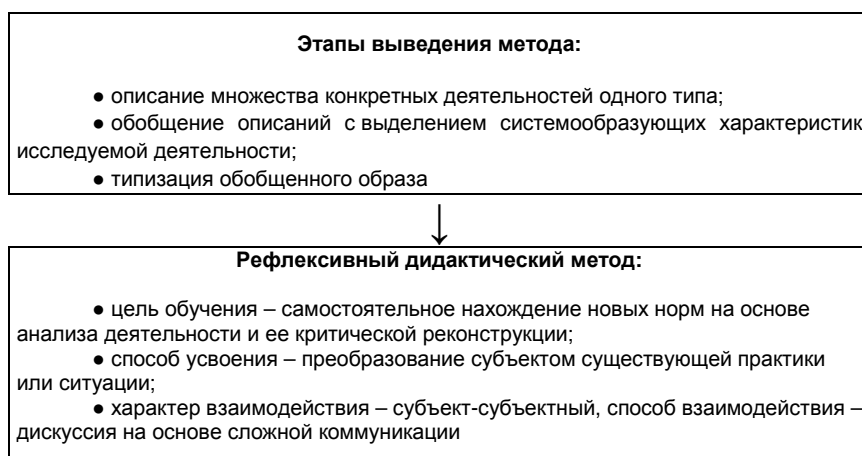 Этапы выведения метода:
● описание множества конкретных деятельностей одного типа;
● обобщение описаний с выделением системообразующих характеристик
исследуемой деятельности;
● типизация обобщенного образа
↓
Рефлексивный дидактический метод:
● цель обучения – самостоятельное нахождение новых норм на основе
анализа деятельности и ее критической реконструкции;
● способ усвоения – преобразование субъектом существующей практики
или ситуации;
● характер взаимодействия – субъект-субъектный, способ взаимодействия –
дискуссия на основе сложной коммуникации